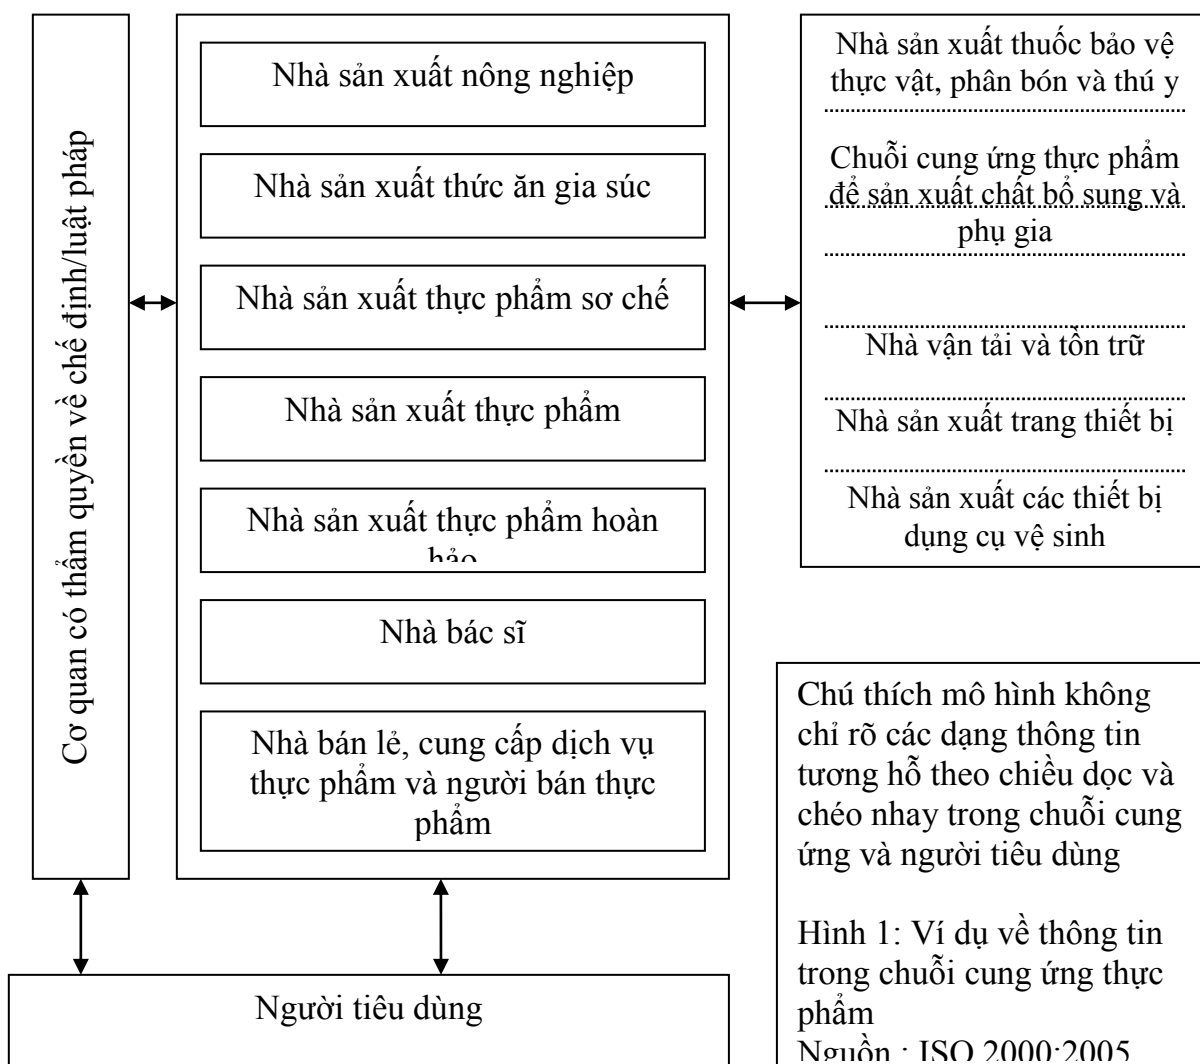 Cơ quan có thẩm quyền về chế định/luật pháp
Nhà sản xuất nông nghiệp
Nhà sản xuất thức ăn gia súc
Nhà sản xuất thực phẩm sơ chế
Nhà sản xuất thực phẩm
Nhà sản xuất thực phẩm hoàn
hảo
Nhà bác sĩ
Nhà bán lẻ, cung cấp dịch vụ
thực phẩm và người bán thực
phẩm
Nhà sản xuất thuốc bảo vệ
thực vật, phân bón và thú y
Chuỗi cung ứng thực phẩm
để sản xuất chất bổ sung và
phụ gia
Nhà vận tải và tồn trữ
Nhà sản xuất trang thiết bị
Nhà sản xuất các thiết bị
dụng cụ vệ sinh
Người tiêu dùng
Chú thích mô hình không
chỉ rõ các dạng thông tin
tương hỗ theo chiều dọc và
chéo nhay trong chuỗi cung
ứng và người tiêu dùng
Hình 1: Ví dụ về thông tin
trong chuỗi cung ứng thực
phẩm
Nguồn : ISO 2000:2005